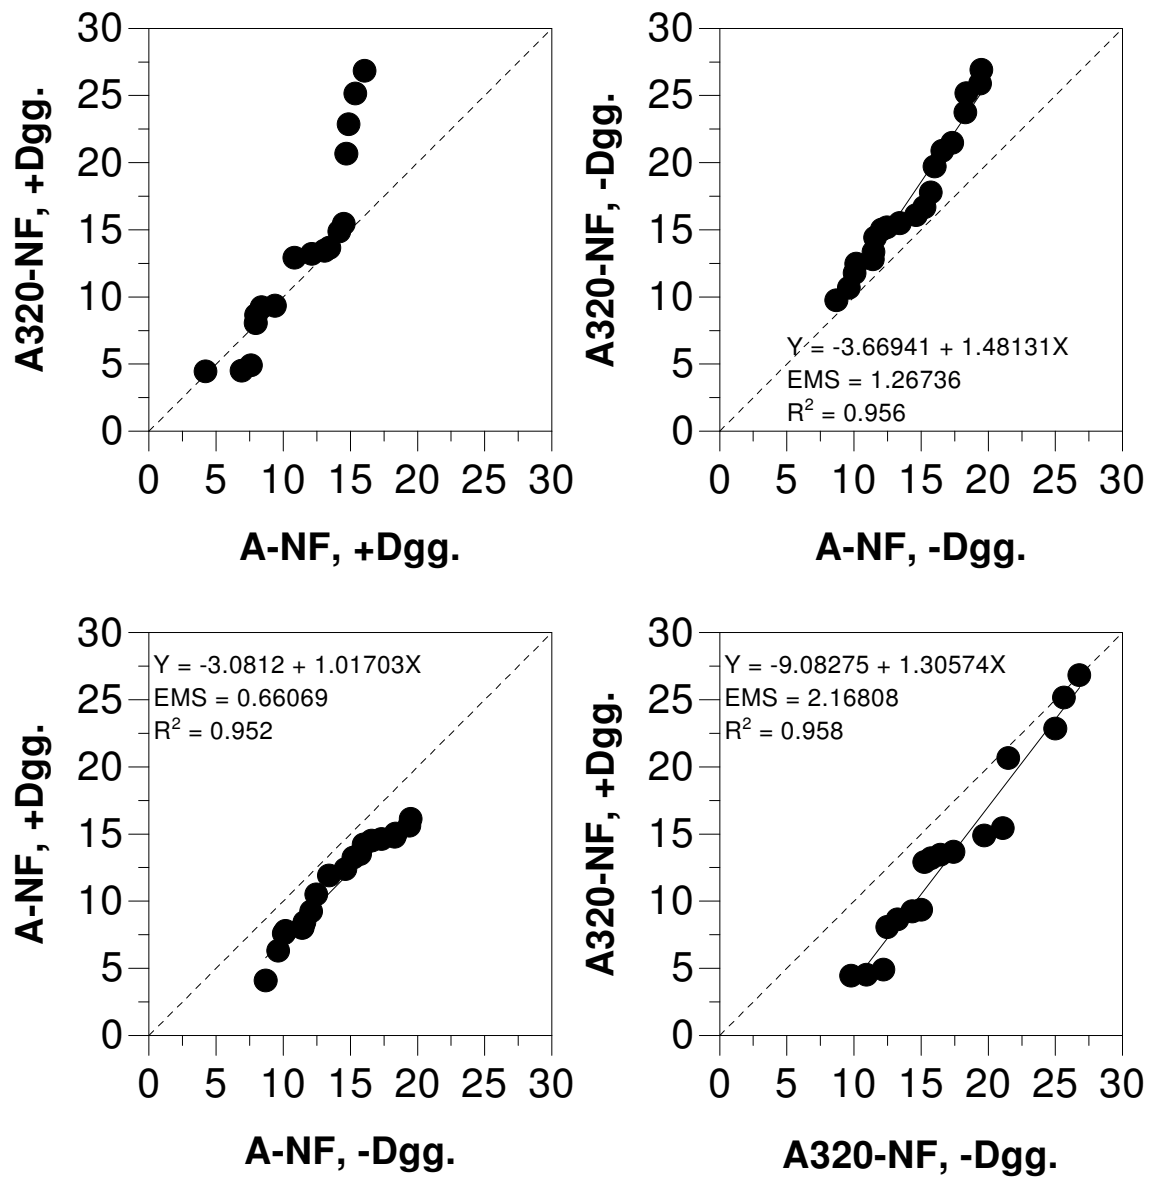 30
25
20
15
10
5
0
A320-NF, +Dgg.
0 5 10 15 20 25 30
A-NF, +Dgg.
30
25
20
15
10
5
0
A320-NF, -Dgg.
Y = -3.66941 + 1.48131X
EMS = 1.26736
R² = 0.956
0 5 10 15 20 25 30
A-NF, -Dgg.
30
25
20
15
10
5
0
A-NF, +Dgg.
Y = -3.0812 + 1.01703X
EMS = 0.66069
R² = 0.952
0 5 10 15 20 25 30
A-NF, -Dgg.
30
25
20
15
10
5
0
A320-NF, +Dgg.
Y = -9.08275 + 1.30574X
EMS = 2.16808
R² = 0.958
0 5 10 15 20 25 30
A320-NF, -Dgg.